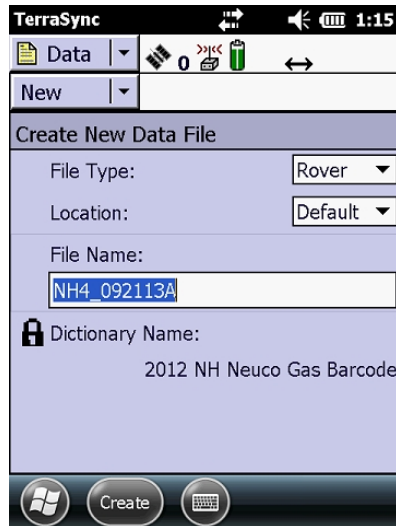 TerraSync 1:15
Data 0
New
Create New Data File
File Type: Rover
Location: Default
File Name:
NH4_092113A
Dictionary Name:
2012 NH Neuco Gas Barcode
Create